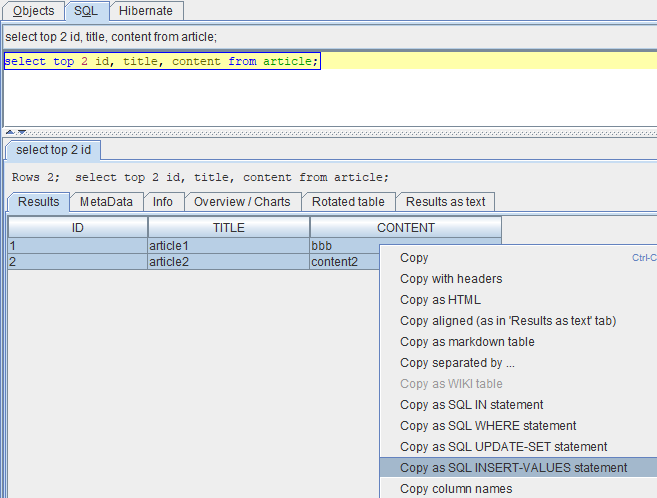 Objects SQL Hibernate
select top 2 id, title, content from article;
select top 2 id, title, content from article;
select top 2 id
Rows 2; select top 2 id, title, content from article;
Results MetaData Info Overview / Charts Rotated table Results as text
ID TITLE CONTENT
1 article1 bbb
2 article2 content2
Copy Ctrl-C
Copy with headers
Copy as HTML
Copy aligned (as in 'Results as text' tab)
Copy as markdown table
Copy separated by ...
Copy as WIKI table
Copy as SQL IN statement
Copy as SQL WHERE statement
Copy as SQL UPDATE-SET statement
Copy as SQL INSERT-VALUES statement
Copy column names